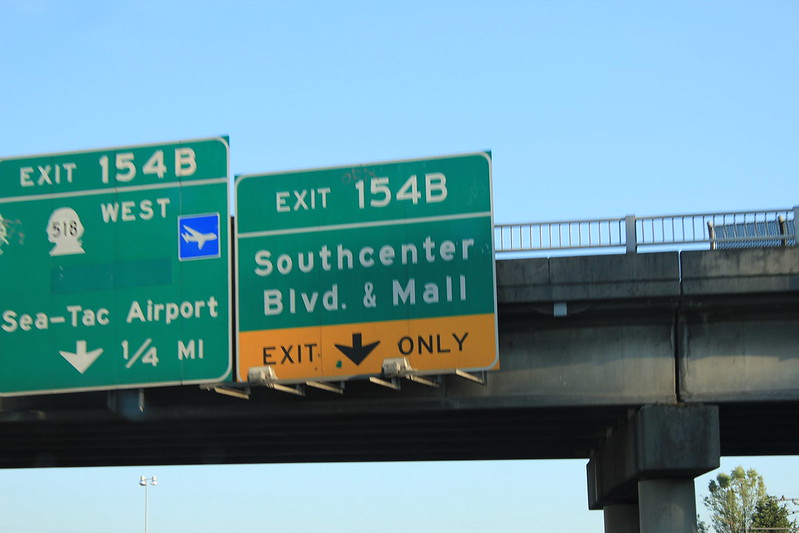 EXIT 154B
518 WEST
Sea-Tac Airport
1/4 MI
EXIT 154B
Southcenter
Blvd. & Mall
EXIT ONLY